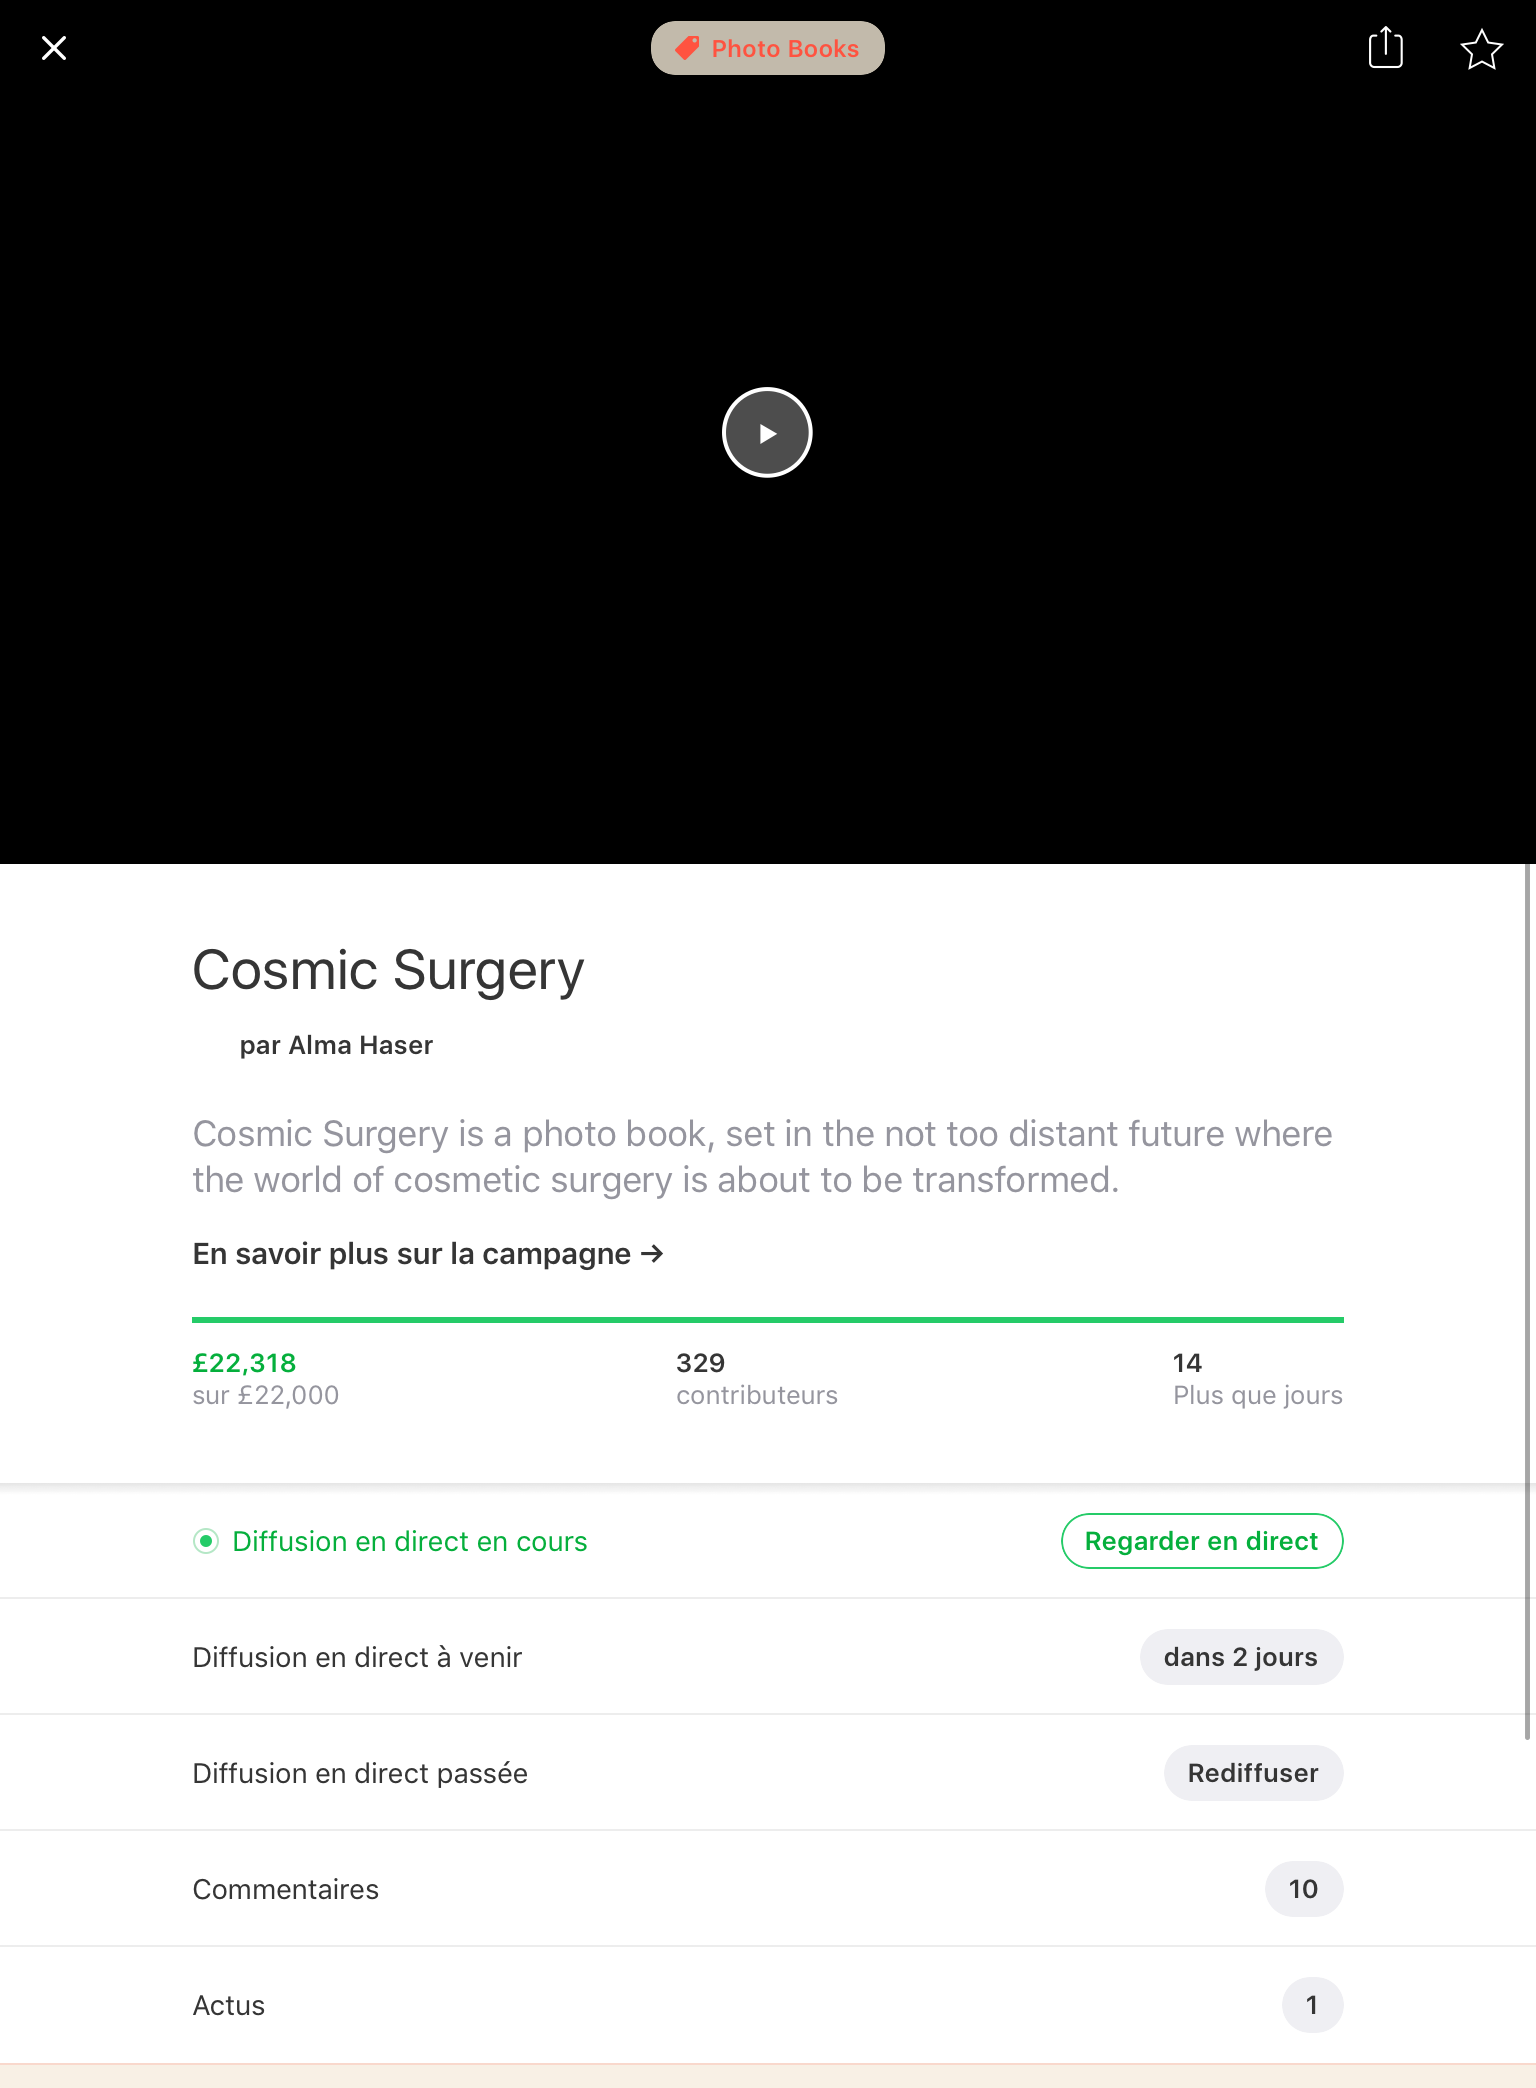 Photo Books
Cosmic Surgery
par Alma Haser
Cosmic Surgery is a photo book, set in the not too distant future where
the world of cosmetic surgery is about to be transformed.
En savoir plus sur la campagne →
£22,318
sur £22,000
329
contributeurs
14
Plus que jours
Diffusion en direct en cours
Regarder en direct
Diffusion en direct à venir
dans 2 jours
Diffusion en direct passée
Rediffuser
Commentaires
10
Actus
1